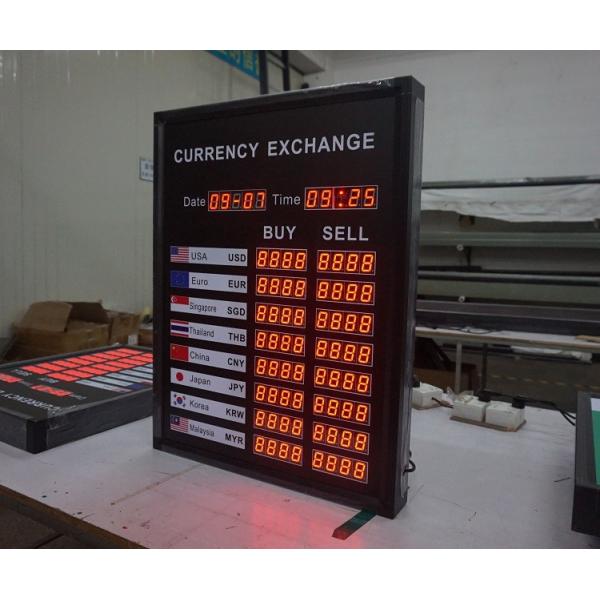 CURRENCY EXCHANGE
Date 09-07 Time 09:25
BUY SELL
USA USD 8888 8888
Euro EUR 8888 8888
Singapore SGD 8888 8888
Thailand THB 8888 8888
China CNY 8888 8888
Japan JPY 8888 8888
Korea KRW 8888 8888
Malaysia MYR 8888 8888